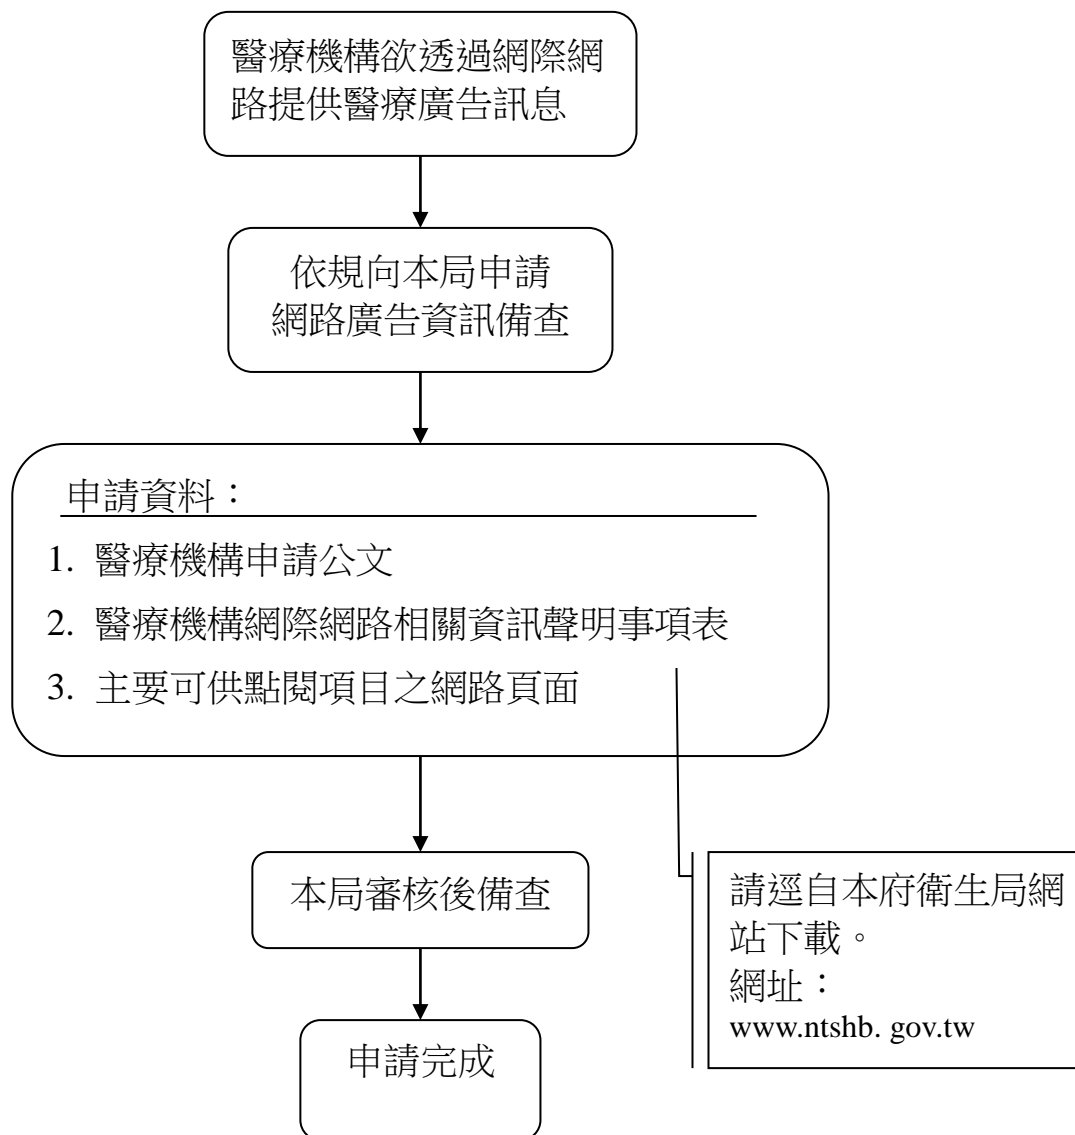 醫療機構欲透過網際網
路提供醫療廣告訊息
依規向本局申請
網路廣告資訊備查
申請資料：
1. 醫療機構申請公文
2. 醫療機構網際網路相關資訊聲明事項表
3. 主要可供點閱項目之網路頁面
本局審核後備查
請逕自本府衛生局網
站下載。
網址：
www.ntshb. gov.tw
申請完成